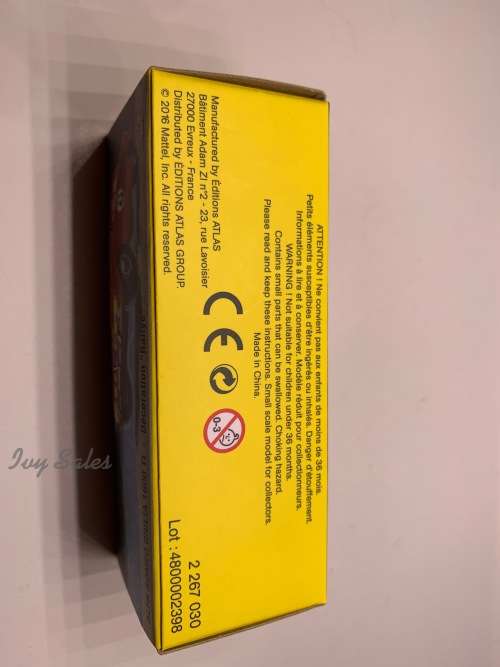 ATTENTION ! Ne convient pas aux enfants de moins de 36 mois.
Petits éléments susceptibles d'être ingérés ou inhalés. Danger d'étouffement.
Informations à lire et à conserver. Modèle réduit pour collectionneurs.
WARNING ! Not suitable for children under 36 months.
Contains small parts that can be swallowed. Choking hazard.
Please read and keep these instructions. Small scale model for collectors.
Made in China.
Manufactured by Éditions ATLAS
Bâtiment Adam ZI n°2 - 23, rue Lavoisier
27000 Evreux - France
Distributed by ÉDITIONS ATLAS GROUP.
© 2016 Mattel, Inc. All rights reserved.
CE
0-3
2 267 030
Lot : 4800002398
Ivy Sales